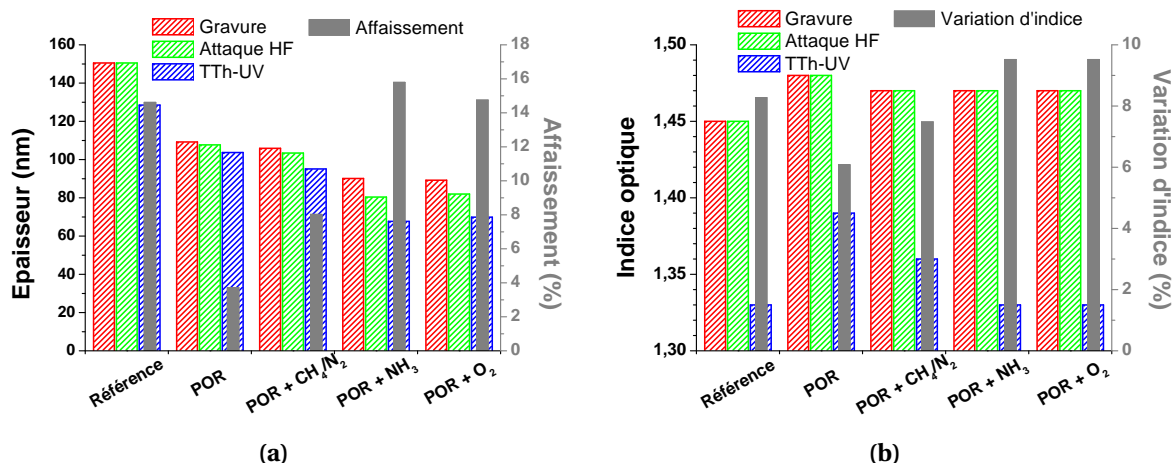 Gravure
Attaque HF
TTh-UV
Affaissement
160
140
120
100
80
60
40
20
0
Epaisseur (nm)
18
16
14
12
10
8
6
4
2
0
Affaissement (%)
Référence
POR
POR + CH4/N2
POR + NH3
POR + O2
(a)
Gravure
Attaque HF
TTh-UV
Variation d'indice
1,50
1,45
1,40
1,35
1,30
Indice optique
10
8
6
4
2
0
Variation d'indice (%)
Référence
POR
POR + CH4/N2
POR + NH3
POR + O2
(b)